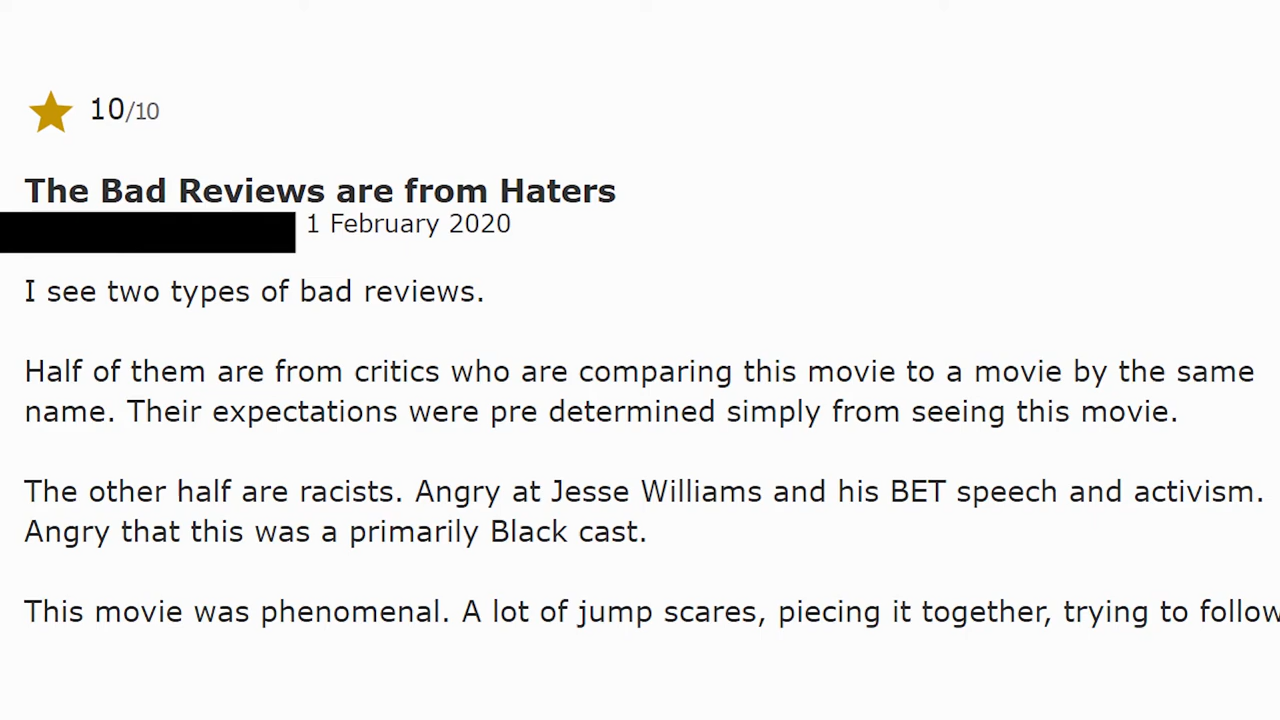 10/10
The Bad Reviews are from Haters
1 February 2020
I see two types of bad reviews.
Half of them are from critics who are comparing this movie to a movie by the same
name. Their expectations were pre determined simply from seeing this movie.
The other half are racists. Angry at Jesse Williams and his BET speech and activism.
Angry that this was a primarily Black cast.
This movie was phenomenal. A lot of jump scares, piecing it together, trying to follow